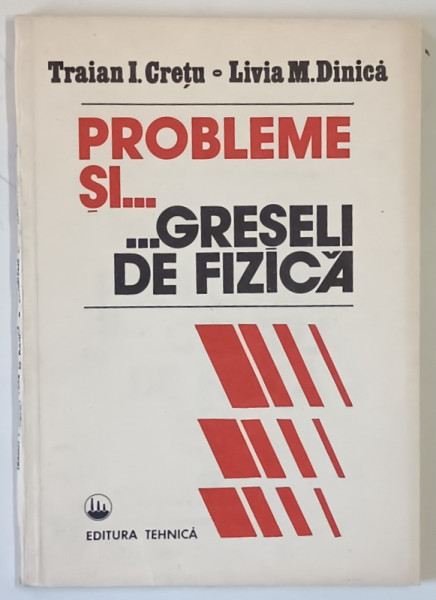 Traian I. Crețu - Livia M. Dinică
PROBLEME
ȘI...
...GREȘELI
DE FIZICĂ
EDITURA TEHNICĂ